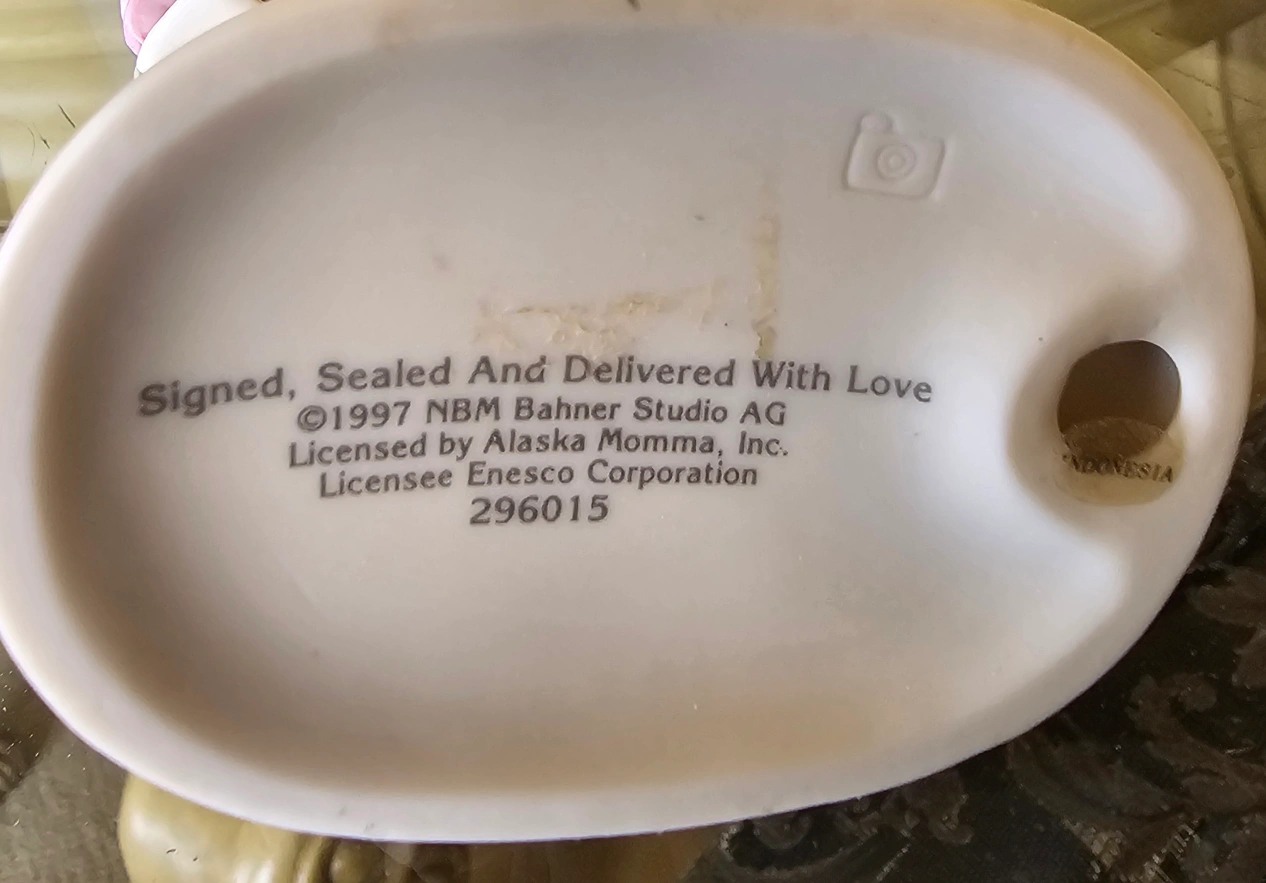 Signed, Sealed And Delivered With Love
©1997 NBM Bahner Studio AG
Licensed by Alaska Momma, Inc.
Licensee Enesco Corporation
296015
INDONESIA